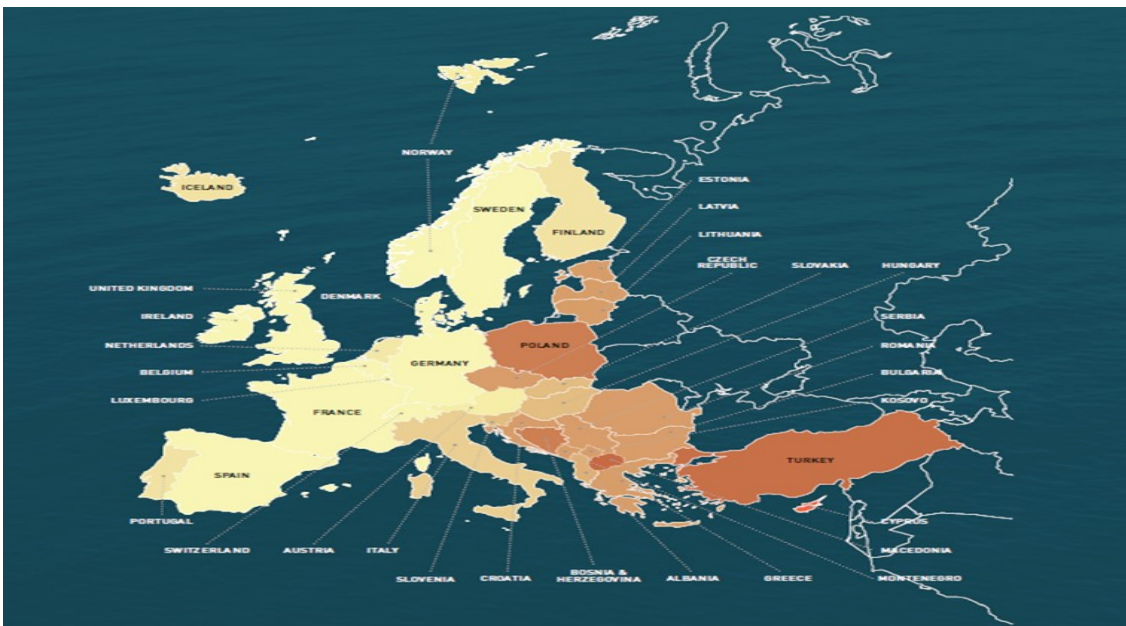 NORWAY
ICELAND
ESTONIA
SWEDEN
LATVIA
FINLAND
LITHUANIA
CZECH
REPUBLIC
SLOVAKIA
HUNGARY
UNITED KINGDOM
DENMARK
IRELAND
SERBIA
NETHERLANDS
POLAND
ROMANIA
GERMANY
BELGIUM
BULGARIA
LUXEMBOURG
KOSOVO
FRANCE
TURKEY
SPAIN
PORTUGAL
CYPRUS
SWITZERLAND
AUSTRIA
ITALY
MACEDONIA
SLOVENIA
CROATIA
BOSNIA &
HERZEGOVINA
ALBANIA
GREECE
MONTENEGRO